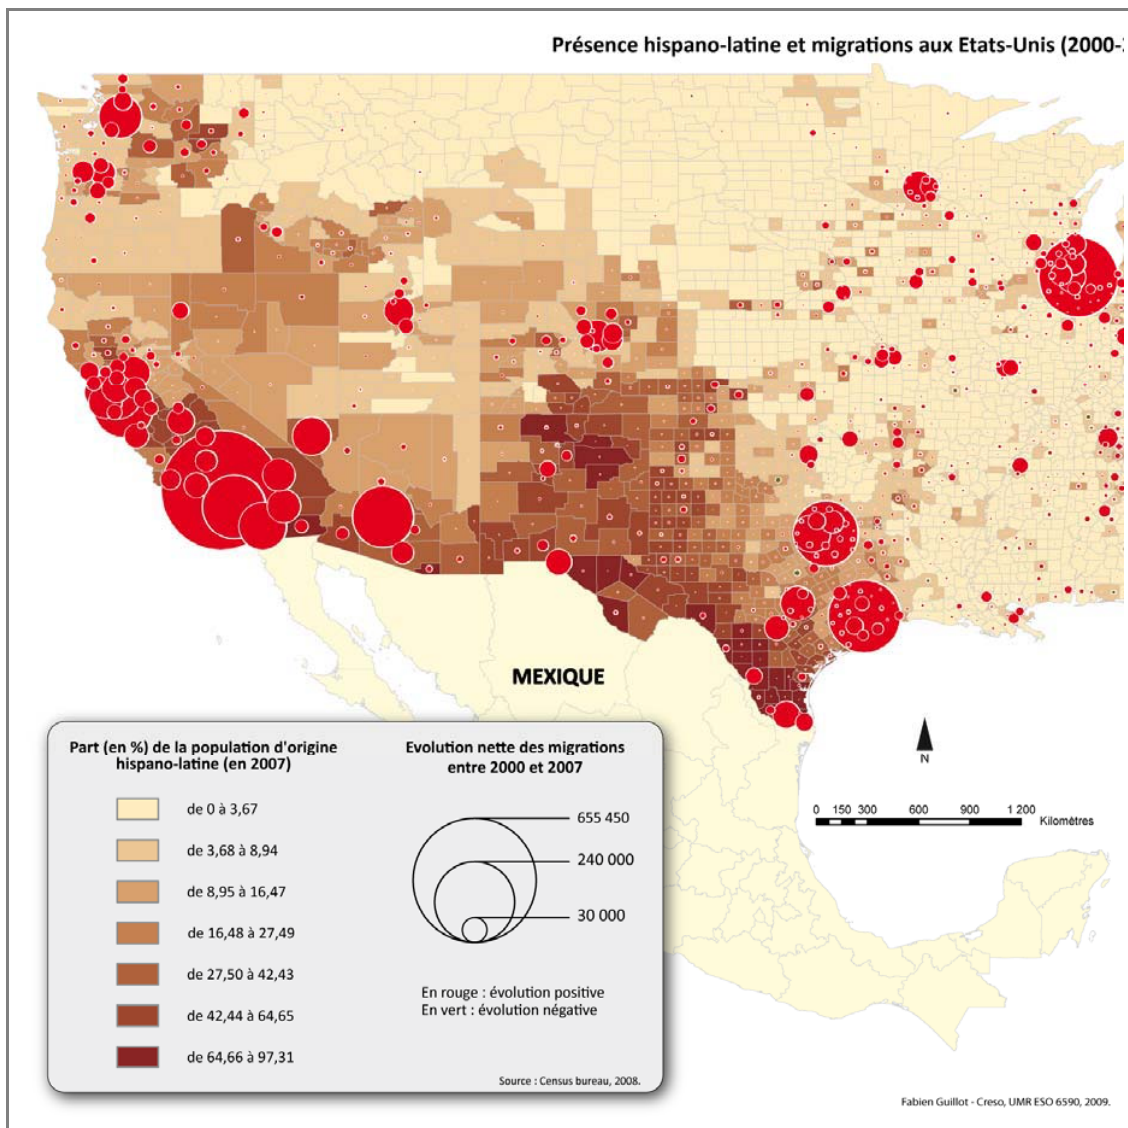 Présence hispano-latine et migrations aux Etats-Unis (2000-
MEXIQUE
N
0 150 300 600 900 1 200
Kilomètres
Part (en %) de la population d'origine
hispano-latine (en 2007)
de 0 à 3,67
de 3,68 à 8,94
de 8,95 à 16,47
de 16,48 à 27,49
de 27,50 à 42,43
de 42,44 à 64,65
de 64,66 à 97,31
Evolution nette des migrations
entre 2000 et 2007
655 450
240 000
30 000
En rouge : évolution positive
En vert : évolution négative
Source : Census bureau, 2008.
Fabien Guillot - Creso, UMR ESO 6590, 2009.